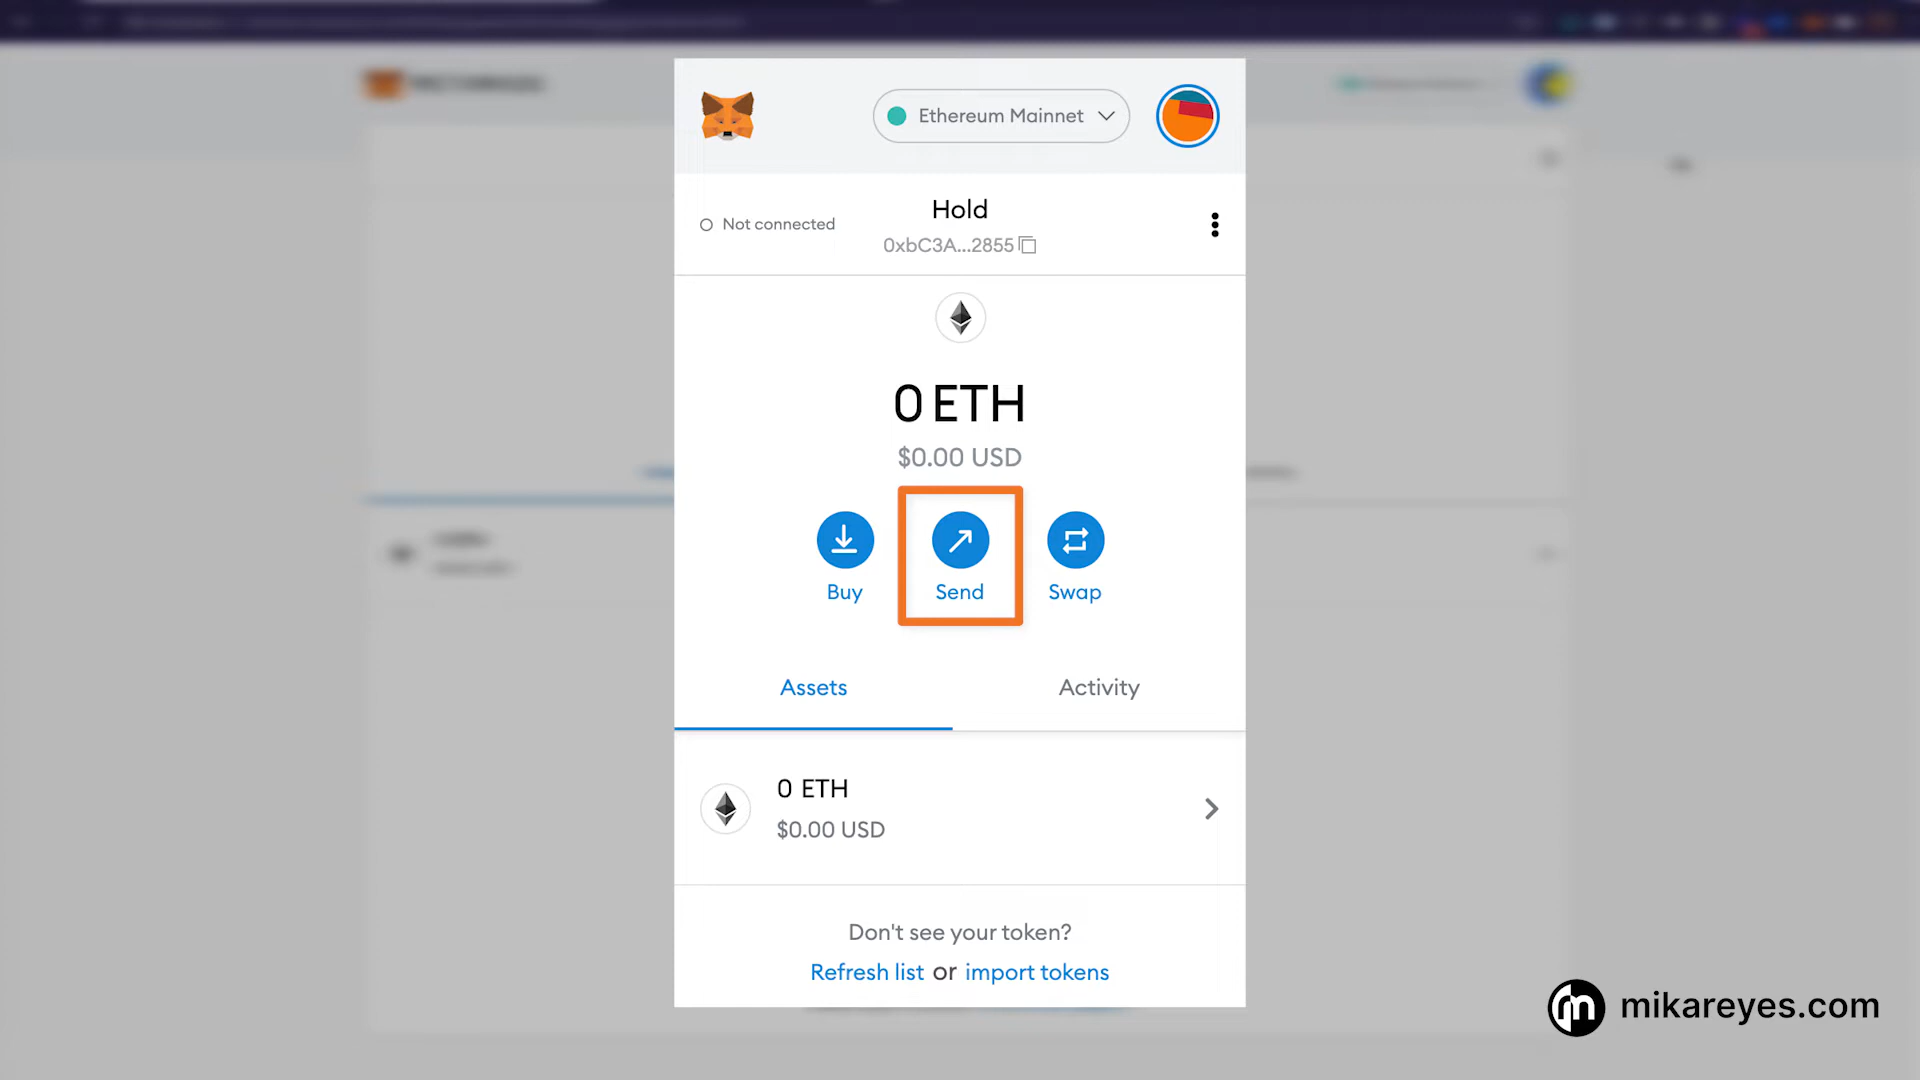 Ethereum Mainnet
Not connected
Hold
0xbC3A...2855
0 ETH
$0.00 USD
Buy
Send
Swap
Assets
Activity
0 ETH
$0.00 USD
Don't see your token?
Refresh list or import tokens
mikareyes.com